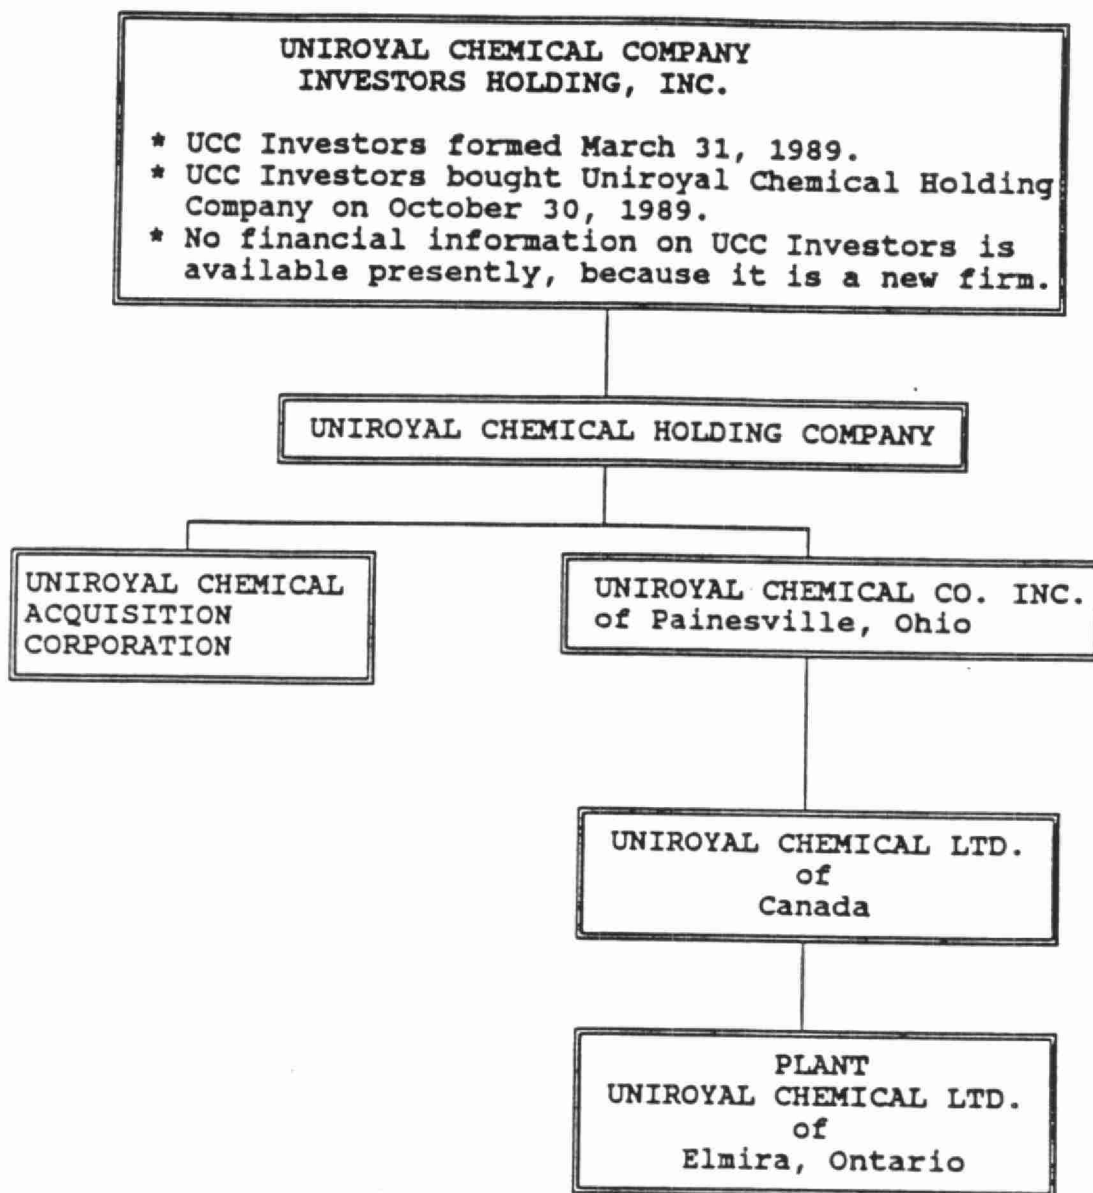 UNIROYAL CHEMICAL COMPANY
INVESTORS HOLDING, INC.
* UCC Investors formed March 31, 1989.
* UCC Investors bought Uniroyal Chemical Holding
Company on October 30, 1989.
* No financial information on UCC Investors is
available presently, because it is a new firm.
UNIROYAL CHEMICAL HOLDING COMPANY
UNIROYAL CHEMICAL
ACQUISITION
CORPORATION
UNIROYAL CHEMICAL CO. INC.
of Painesville, Ohio
UNIROYAL CHEMICAL LTD.
of
Canada
PLANT
UNIROYAL CHEMICAL LTD.
of
Elmira, Ontario